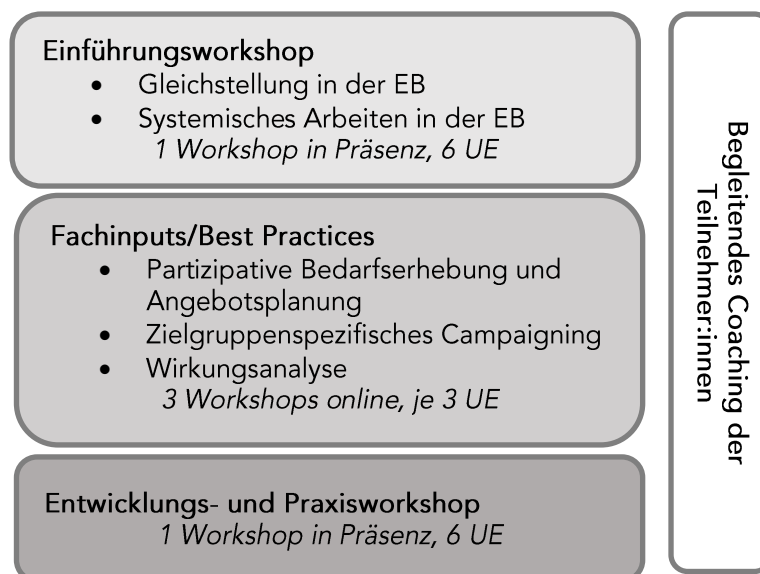 Einführungsworkshop
• Gleichstellung in der EB
• Systemisches Arbeiten in der EB
1 Workshop in Präsenz, 6 UE
Fachinputs/Best Practices
• Partizipative Bedarfserhebung und
Angebotsplanung
• Zielgruppenspezifisches Campaigning
• Wirkungsanalyse
3 Workshops online, je 3 UE
Entwicklungs- und Praxisworkshop
1 Workshop in Präsenz, 6 UE
Begleitendes Coaching der
Teilnehmer:innen